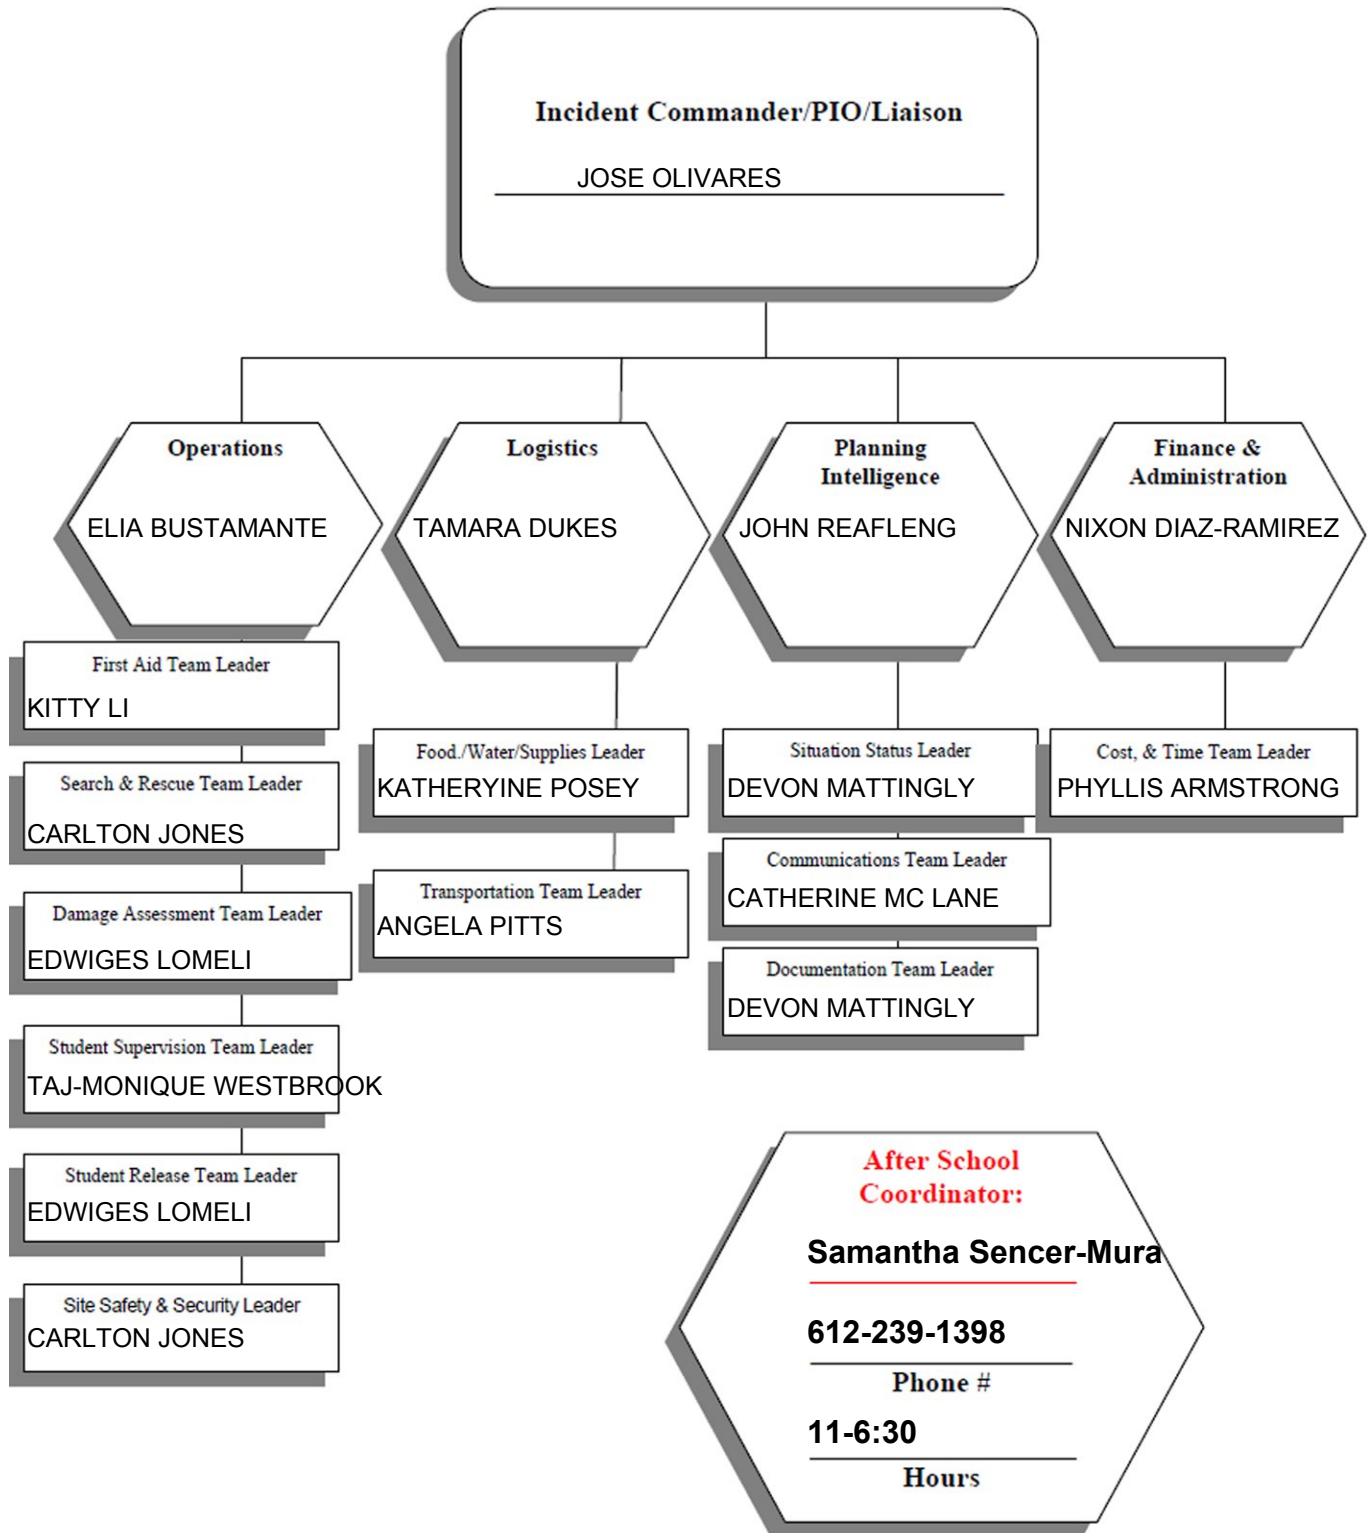 Incident Commander/PIO/Liaison
JOSE OLIVARES
Operations
ELIA BUSTAMANTE
First Aid Team Leader
KITTY LI
Search & Rescue Team Leader
CARLTON JONES
Damage Assessment Team Leader
EDWIGES LOMELI
Student Supervision Team Leader
TAJ-MONIQUE WESTBROOK
Student Release Team Leader
EDWIGES LOMELI
Site Safety & Security Leader
CARLTON JONES
Logistics
TAMARA DUKES
Food./Water/Supplies Leader
KATHERYINE POSEY
Transportation Team Leader
ANGELA PITTS
Planning
Intelligence
JOHN REAFLENG
Situation Status Leader
DEVON MATTINGLY
Communications Team Leader
CATHERINE MC LANE
Documentation Team Leader
DEVON MATTINGLY
Finance &
Administration
NIXON DIAZ-RAMIREZ
Cost, & Time Team Leader
PHYLLIS ARMSTRONG
After School
Coordinator:
Samantha Sencer-Mura
612-239-1398
Phone #
11-6:30
Hours